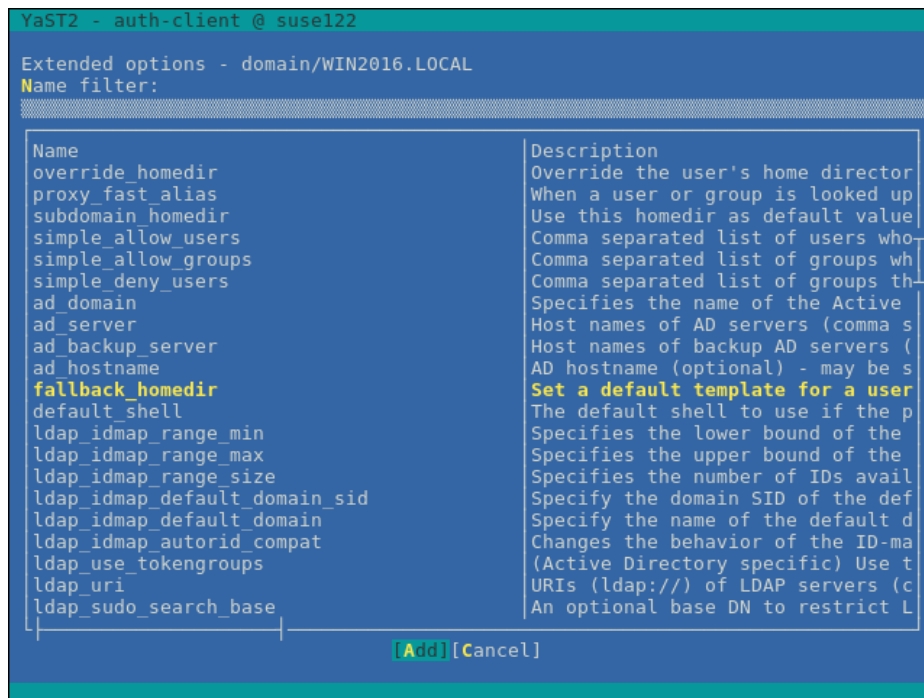 YaST2 - auth-client @ suse122
Extended options - domain/WIN2016.LOCAL
Name filter:
Name Description
override_homedir Override the user's home director
proxy_fast_alias When a user or group is looked up
subdomain_homedir Use this homedir as default value
simple_allow_users Comma separated list of users who
simple_allow_groups Comma separated list of groups wh
simple_deny_users Comma separated list of groups th
ad_domain Specifies the name of the Active
ad_server Host names of AD servers (comma s
ad_backup_server Host names of backup AD servers (
ad_hostname AD hostname (optional) - may be s
fallback_homedir Set a default template for a user
default_shell The default shell to use if the p
ldap_idmap_range_min Specifies the lower bound of the
ldap_idmap_range_max Specifies the upper bound of the
ldap_idmap_range_size Specifies the number of IDs avail
ldap_idmap_default_domain_sid Specify the domain SID of the def
ldap_idmap_default_domain Specify the name of the default d
ldap_idmap_autorid_compat Changes the behavior of the ID-ma
ldap_use_tokengroups (Active Directory specific) Use t
ldap_uri URIs (ldap://) of LDAP servers (c
ldap_sudo_search_base An optional base DN to restrict L
[Add][Cancel]